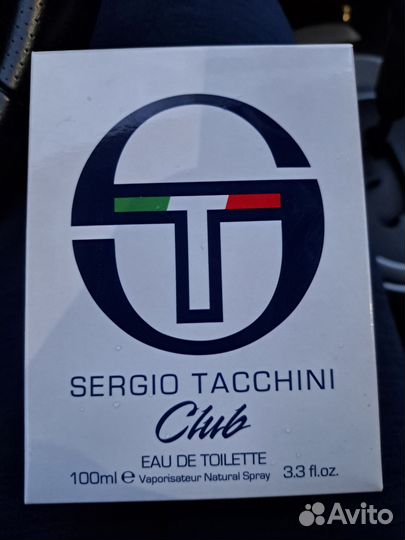 SERGIO TACCHINI
Club
EAU DE TOILETTE
100ml ℮ Vaporisateur Natural Spray 3.3 fl.oz.
Avito